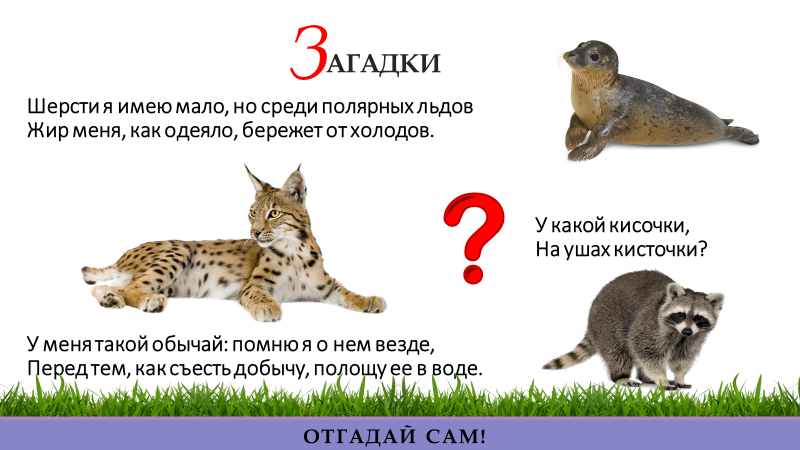 ЗАГАДКИ
Шерсти я имею мало, но среди полярных льдов
Жир меня, как одеяло, бережет от холодов.
?
У какой кисочки,
На ушах кисточки?
У меня такой обычай: помню я о нем везде,
Перед тем, как съесть добычу, полощу ее в воде.
ОТГАДАЙ САМ!